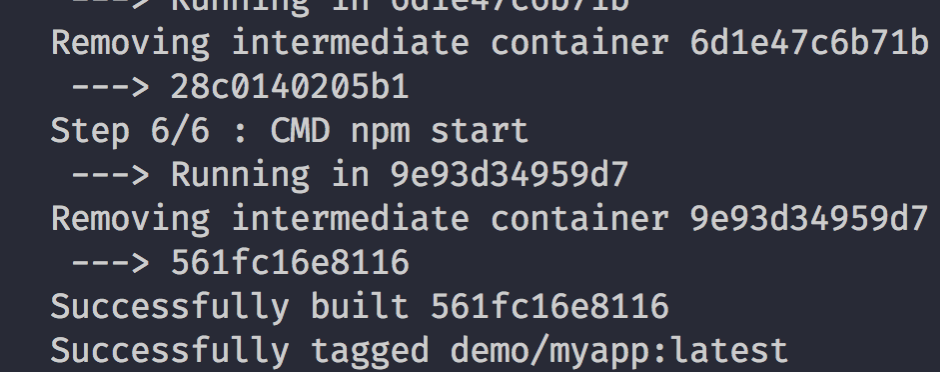 ---> Running in 6d1e47c6b71b
Removing intermediate container 6d1e47c6b71b
---> 28c0140205b1
Step 6/6 : CMD npm start
---> Running in 9e93d34959d7
Removing intermediate container 9e93d34959d7
---> 561fc16e8116
Successfully built 561fc16e8116
Successfully tagged demo/myapp:latest